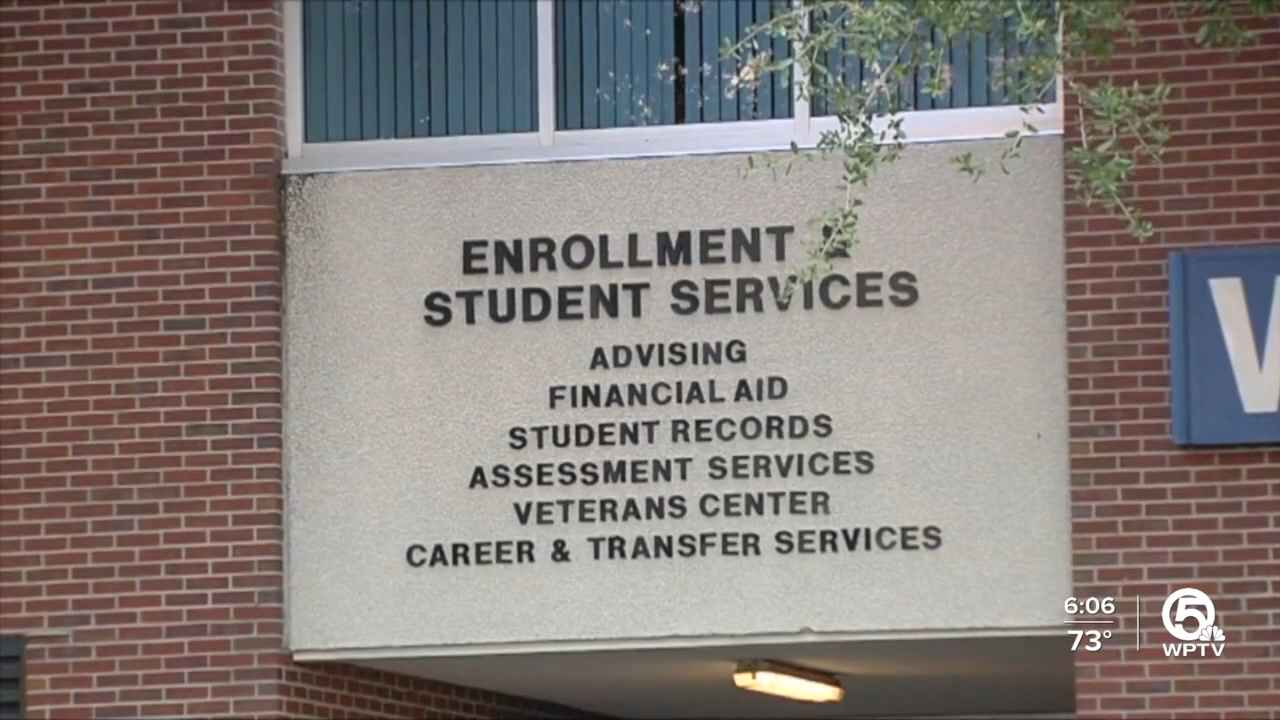 ENROLLMENT &
STUDENT SERVICES
ADVISING
FINANCIAL AID
STUDENT RECORDS
ASSESSMENT SERVICES
VETERANS CENTER
CAREER & TRANSFER SERVICES
6:06
73°
5
WPTV